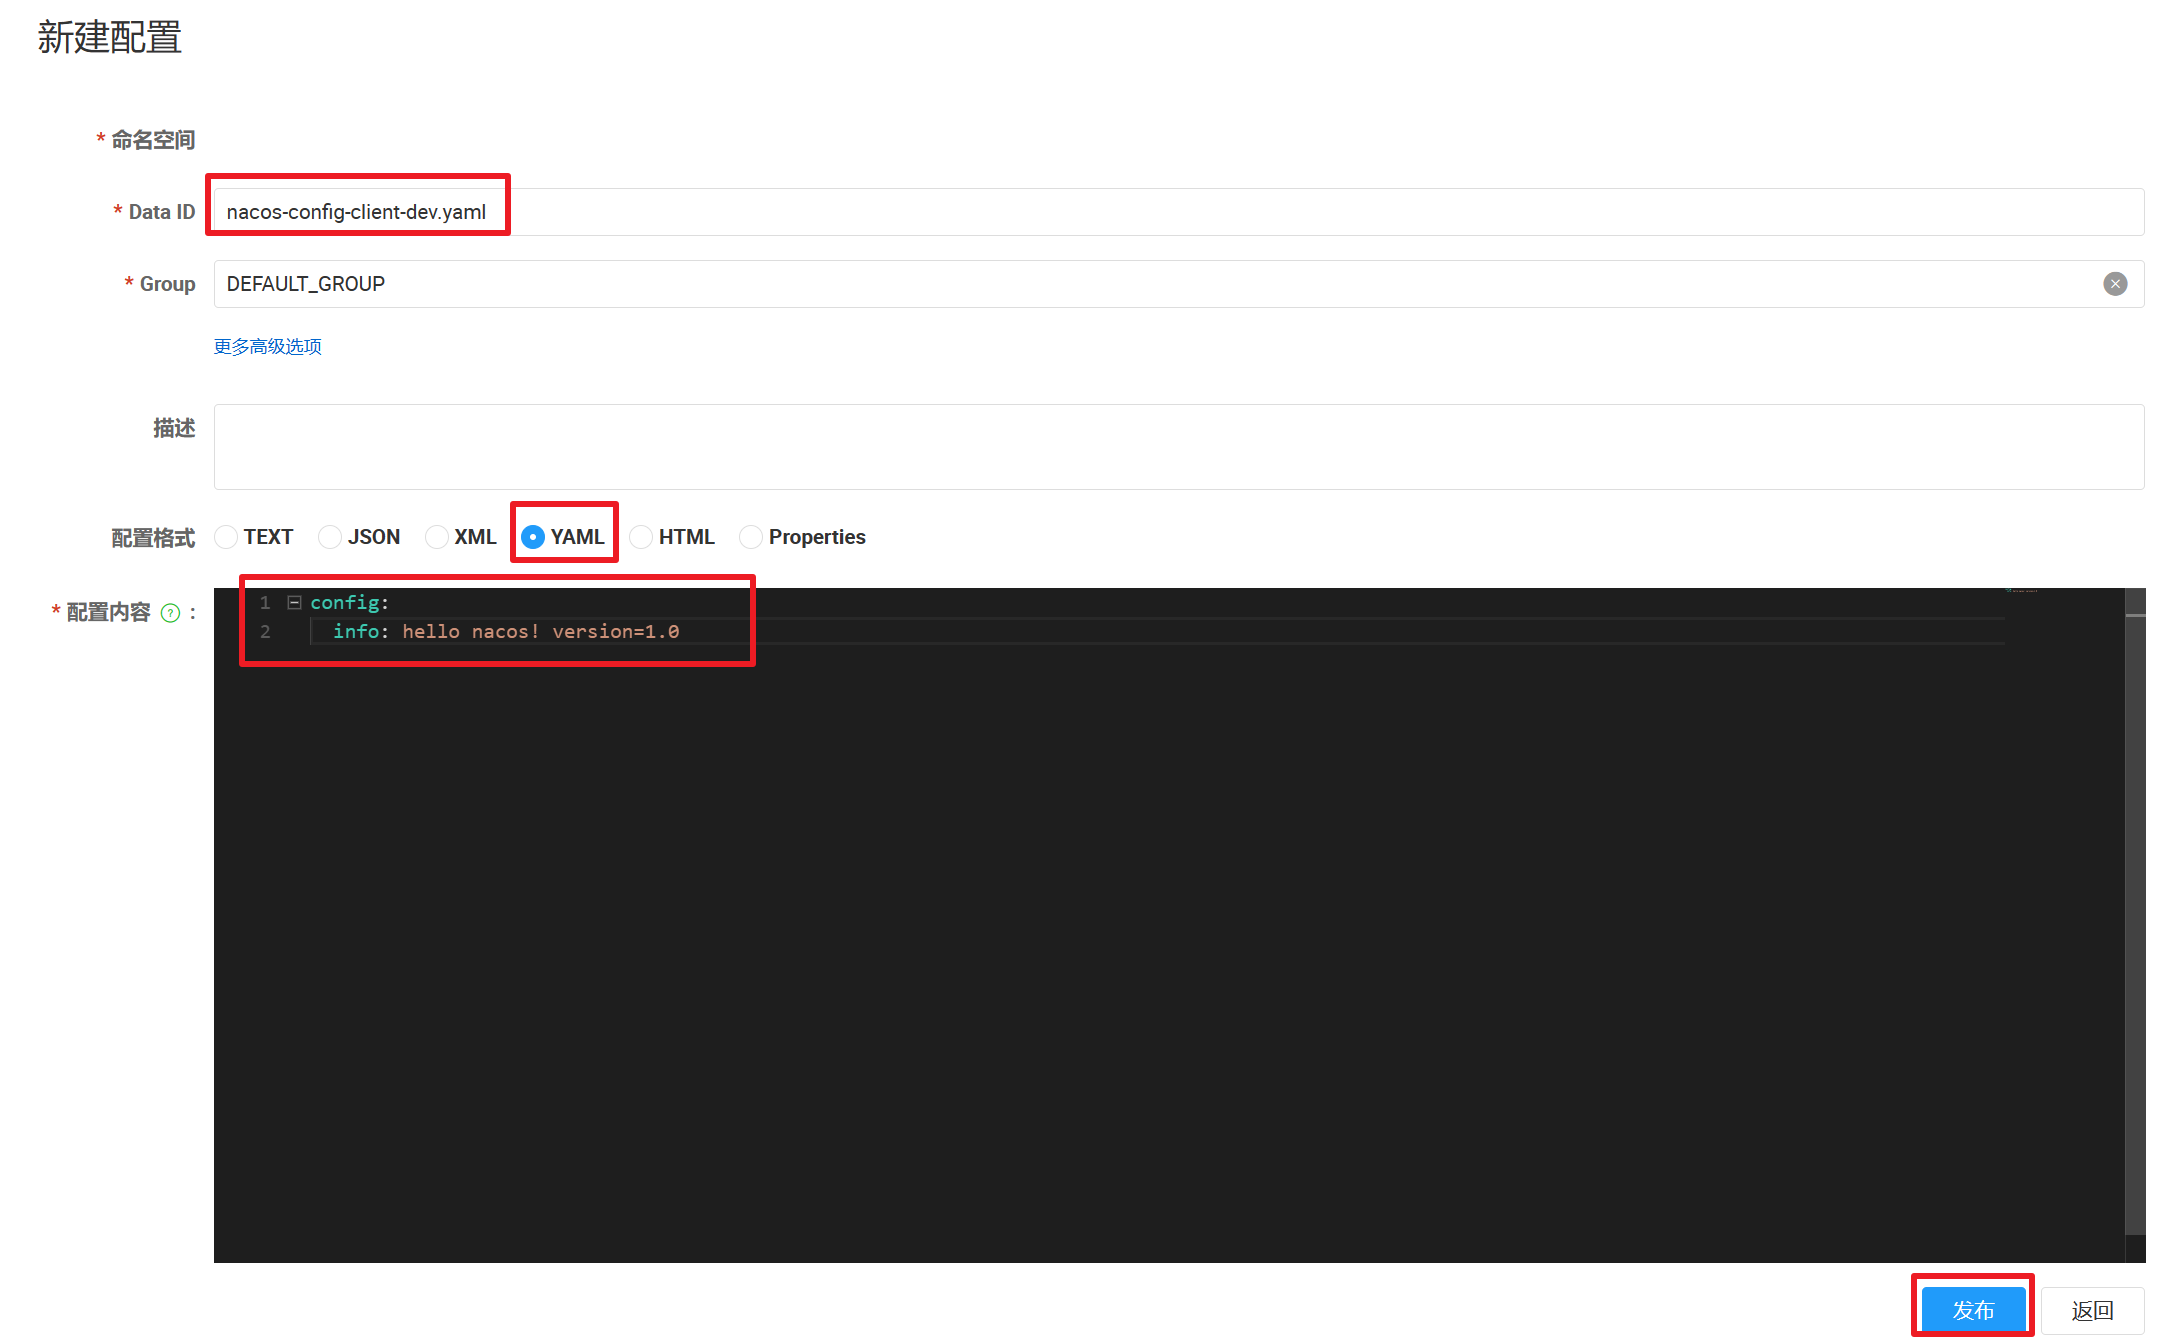 新建配置
* 命名空间
* Data ID nacos-config-client-dev.yaml
* Group DEFAULT_GROUP
更多高级选项
描述
配置格式 TEXT JSON XML YAML HTML Properties
* 配置内容 ? :
1 config:
2 info: hello nacos! version=1.0
发布 返回